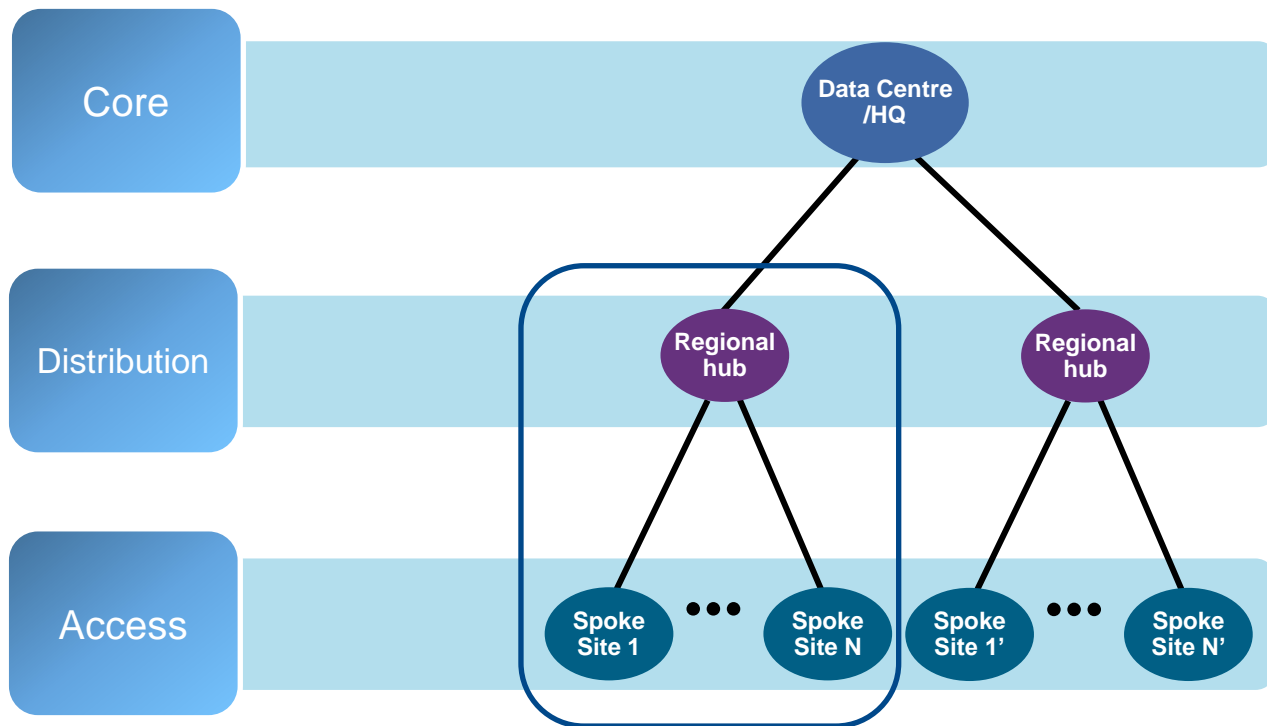 Core
Data Centre
/HQ
Distribution
Regional
hub
Regional
hub
Access
Spoke
Site 1
Spoke
Site N
Spoke
Site 1’
Spoke
Site N’